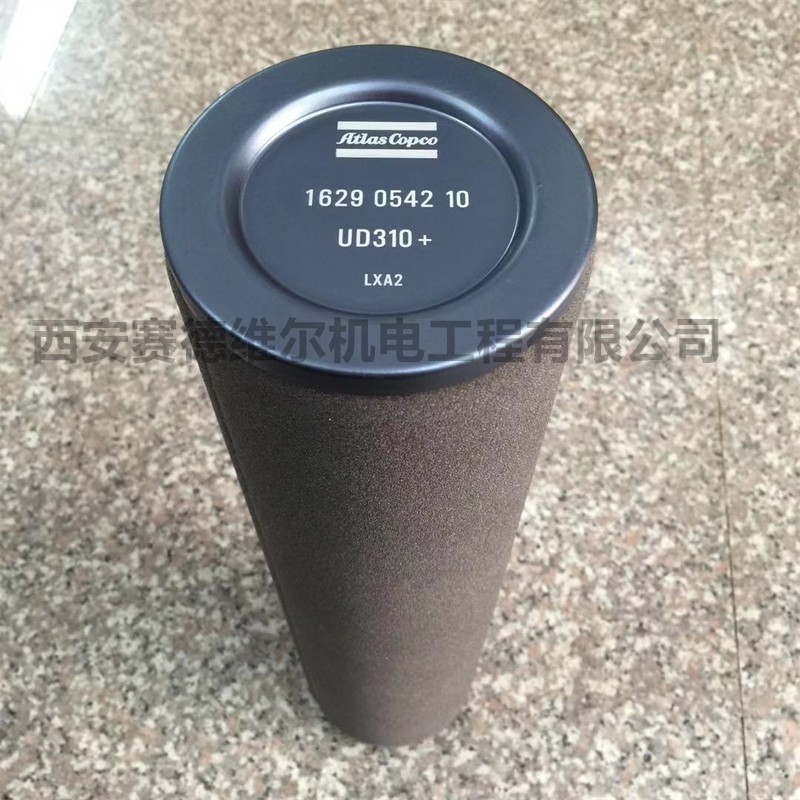 Atlas Copco
1629 0542 10
UD310+
LXA2
西安赛德维尔机电工程有限公司